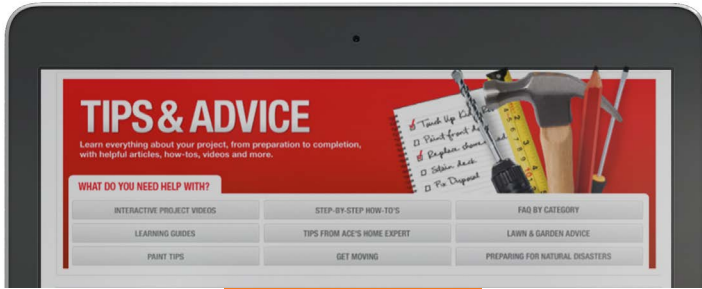 TIPS & ADVICE
Learn everything about your project, from preparation to completion,
with helpful articles, how-tos, videos and more.
Touch Up Kid's
Paint front
Replace
Stain deck
Fix Disposal
WHAT DO YOU NEED HELP WITH?
INTERACTIVE PROJECT VIDEOS
STEP-BY-STEP HOW-TO'S
FAQ BY CATEGORY
LEARNING GUIDES
TIPS FROM ACE'S HOME EXPERT
LAWN & GARDEN ADVICE
PAINT TIPS
GET MOVING
PREPARING FOR NATURAL DISASTERS